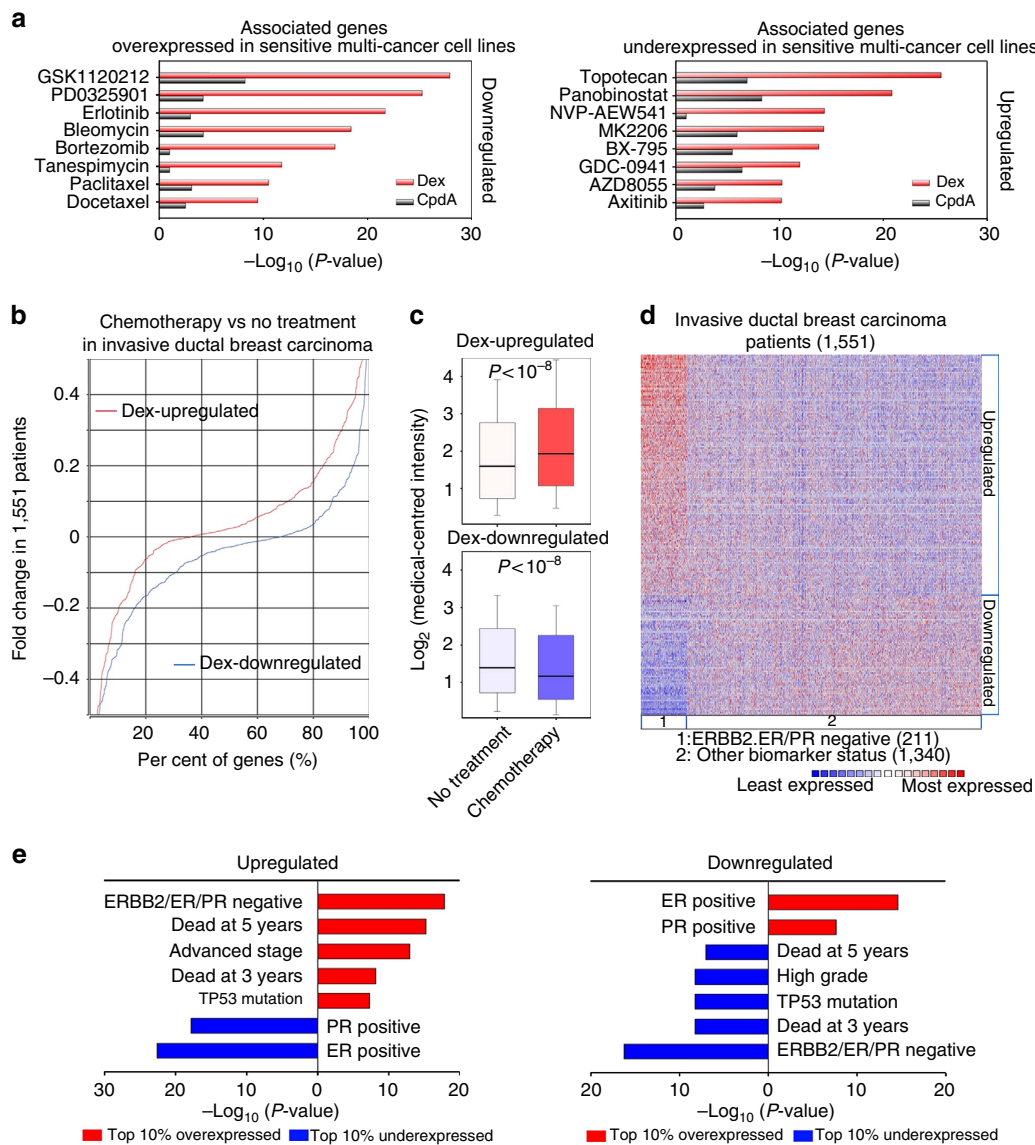 a
Associated genes
overexpressed in sensitive multi-cancer cell lines
GSK1120212
PD0325901
Erlotinib
Bleomycin
Bortezomib
Tanespimycin
Paclitaxel
Docetaxel
Dex
CpdA
Downregulated
0 10 20 30
–Log10 (P-value)
Associated genes
underexpressed in sensitive multi-cancer cell lines
Topotecan
Panobinostat
NVP-AEW541
MK2206
BX-795
GDC-0941
AZD8055
Axitinib
Dex
CpdA
Upregulated
0 10 20 30
–Log10 (P-value)
b
Chemotherapy vs no treatment
in invasive ductal breast carcinoma
Fold change in 1,551 patients
0.4
0.2
0
–0.2
–0.4
Dex-upregulated
Dex-downregulated
20 40 60 80 100
Per cent of genes (%)
c
Dex-upregulated
P<10–8
4
3
2
1
Dex-downregulated
P<10–8
4
3
2
1
Log2 (medical-centred intensity)
No treatment
Chemotherapy
d
Invasive ductal breast carcinoma
patients (1,551)
Upregulated
Downregulated
1 2
1:ERBB2.ER/PR negative (211)
2: Other biomarker status (1,340)
Least expressed Most expressed
e
Upregulated
ERBB2/ER/PR negative
Dead at 5 years
Advanced stage
Dead at 3 years
TP53 mutation
PR positive
ER positive
30 20 10 0 10 20
–Log10 (P-value)
Top 10% overexpressed Top 10% underexpressed
Downregulated
ER positive
PR positive
Dead at 5 years
High grade
TP53 mutation
Dead at 3 years
ERBB2/ER/PR negative
20 10 0 10 20
–Log10 (P-value)
Top 10% overexpressed Top 10% underexpressed